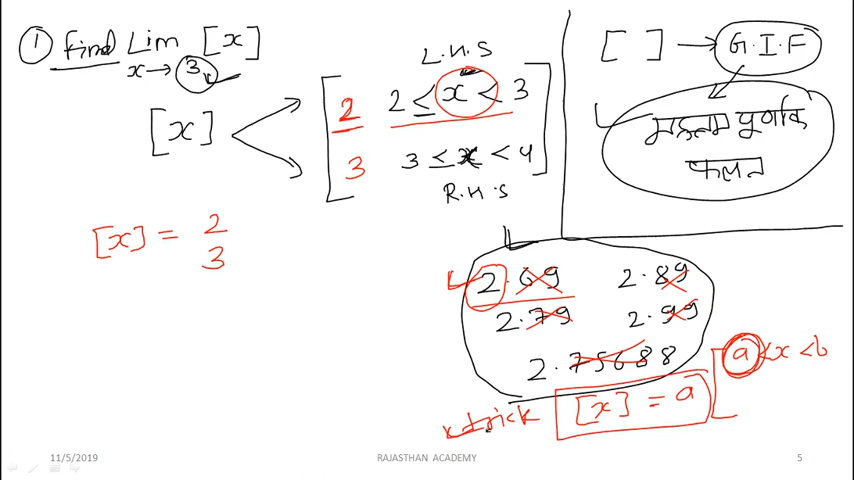 ① find Lim [x]
x → 3
[x]
L.H.S
2 2 ≤ x < 3
3 3 ≤ x < 4
R.H.S
[x] = 2
3
[ ] → G.I.F
महत्तम पूर्णांक
फलन
2.69 2.89
2.79 2.99
2.75688
a < x < b
trick [x] = a
11/5/2019
RAJASTHAN ACADEMY
5